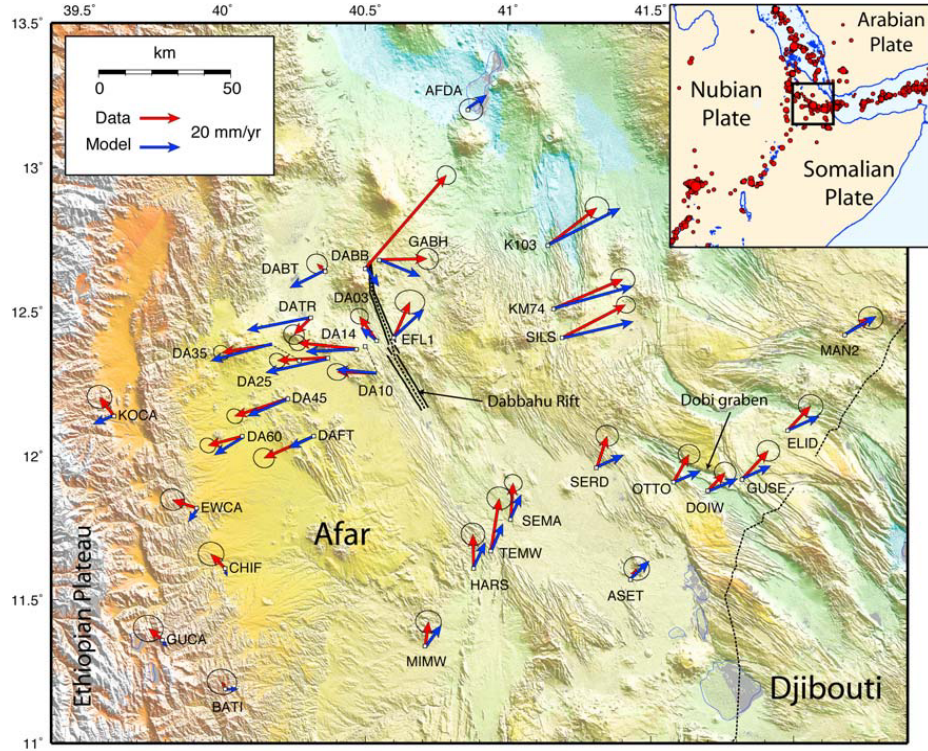 39.5
40
40.5
41
41.5
13.5
13
12.5
12
11.5
11
km
0
50
Data
Model
20 mm/yr
Arabian
Plate
Nubian
Plate
Somalian
Plate
AFDA
GABH
DABB
DABT
DA03
DATR
DA14
EFL1
DA35
DA25
DA10
K103
KM74
SILS
MAN2
Dabbahu Rift
Dobi graben
DA45
KOCA
DA60
DAFT
ELID
SERD
OTTO
GUSE
DOIW
EWCA
SEMA
Afar
TEMW
CHIF
HARS
ASET
GUCA
MIMW
BATI
Ethiopian Plateau
Djibouti